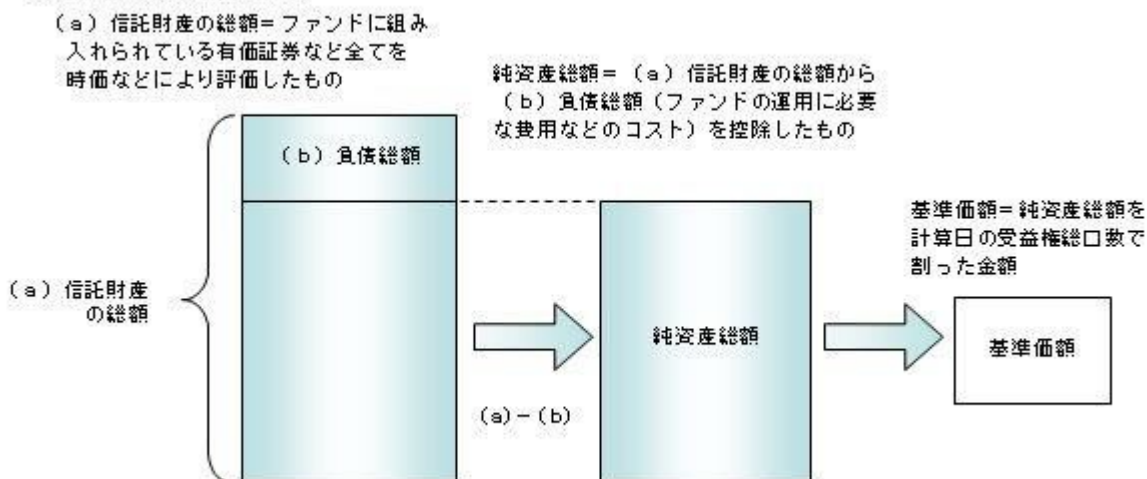 （a）信託財産の総額＝ファンドに組み
入れられている有価証券など全てを
時価などにより評価したもの
純資産総額＝（a）信託財産の総額から
（b）負債総額（ファンドの運用に必要
な費用などのコスト）を控除したもの
（b）負債総額
基準価額＝純資産総額を
計算日の受益権総口数で
割った金額
（a）信託財産
の総額
純資産総額
基準価額
（a）－（b）